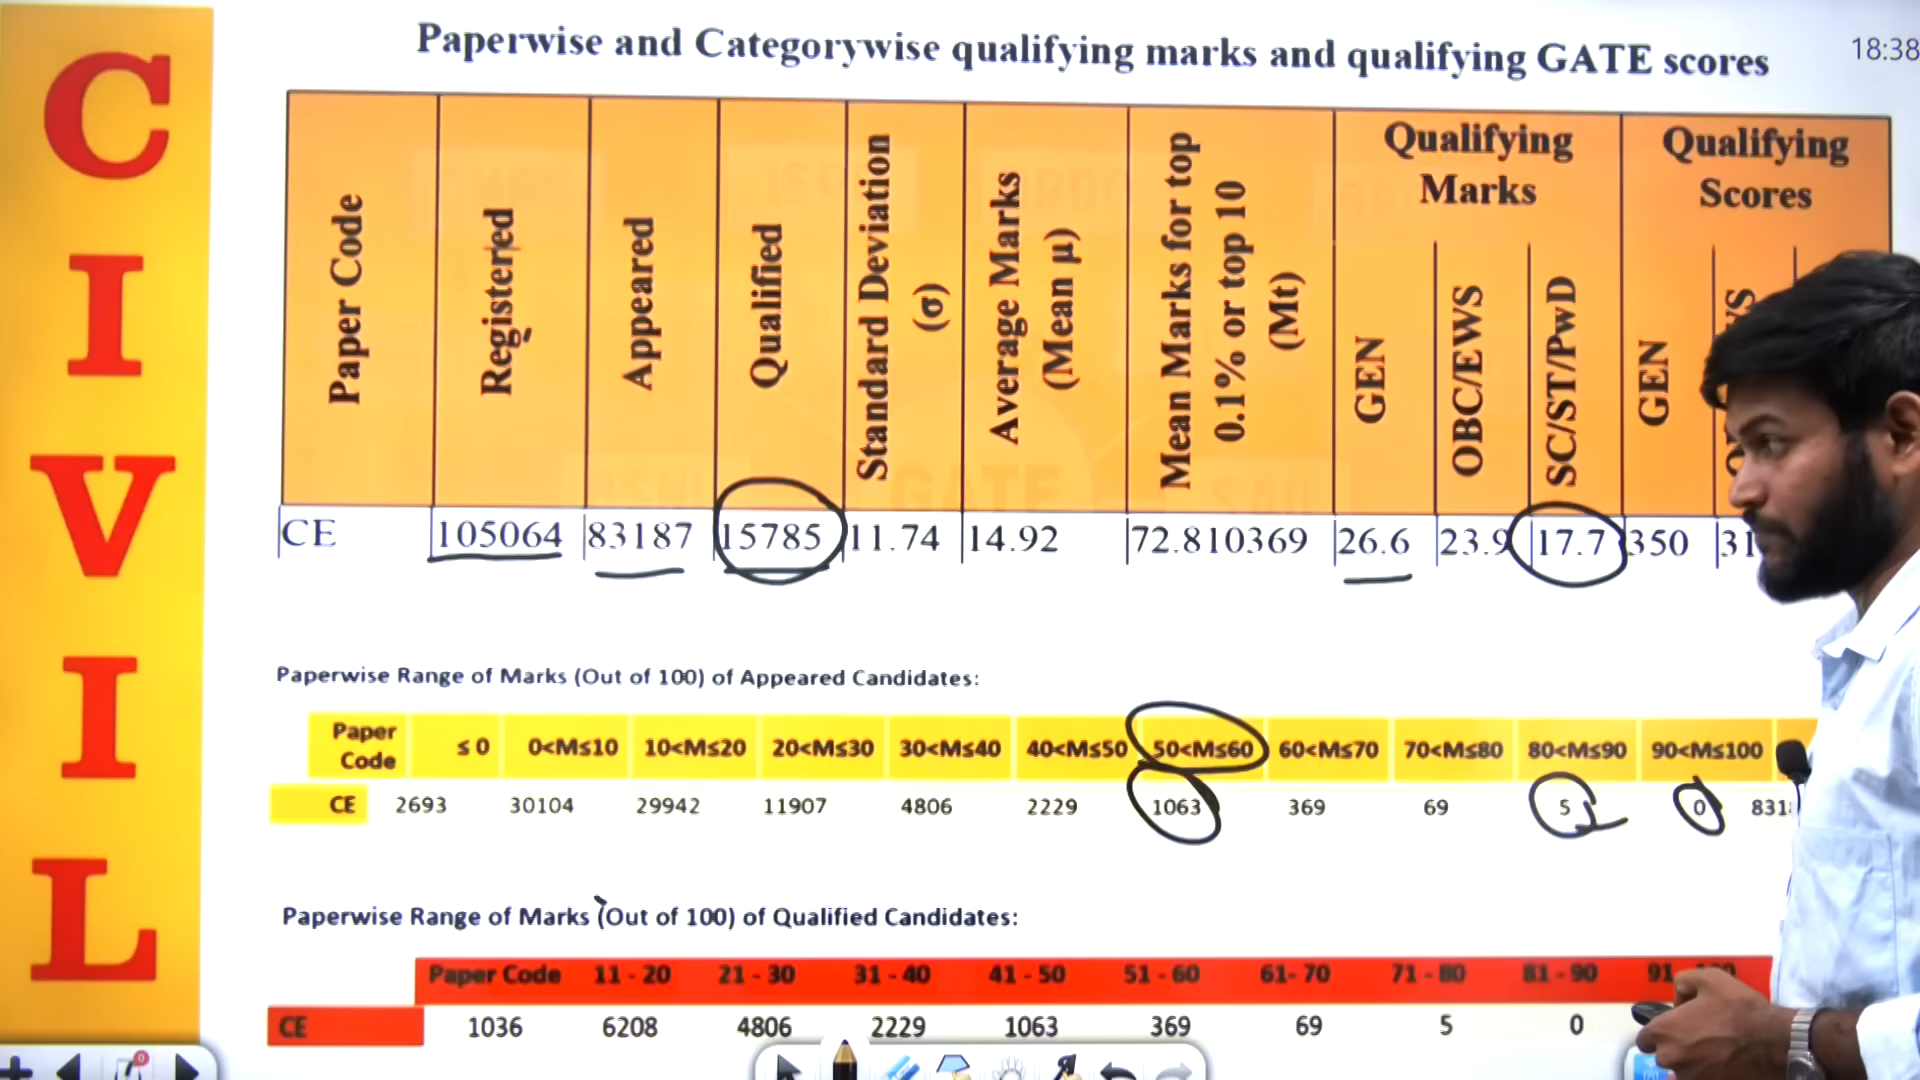 Paperwise and Categorywise qualifying marks and qualifying GATE scores
18:38
C
I
V
I
L
Paper Code
Registered
Appeared
Qualified
Standard Deviation (σ)
Average Marks (Mean μ)
Mean Marks for top 0.1% or top 10 (Mt)
Qualifying Marks
GEN
OBC/EWS
SC/ST/PwD
Qualifying Scores
GEN
CE 105064 83187 15785 11.74 14.92 72.810369 26.6 23.9 17.7 350 31
Paperwise Range of Marks (Out of 100) of Appeared Candidates:
Paper Code ≤ 0 0<M≤10 10<M≤20 20<M≤30 30<M≤40 40<M≤50 50<M≤60 60<M≤70 70<M≤80 80<M≤90 90<M≤100
CE 2693 30104 29942 11907 4806 2229 1063 369 69 5 0 831
Paperwise Range of Marks (Out of 100) of Qualified Candidates:
Paper Code 11 - 20 21 - 30 31 - 40 41 - 50 51 - 60 61- 70 71 - 80 81 - 90 91
CE 1036 6208 4806 2229 1063 369 69 5 0